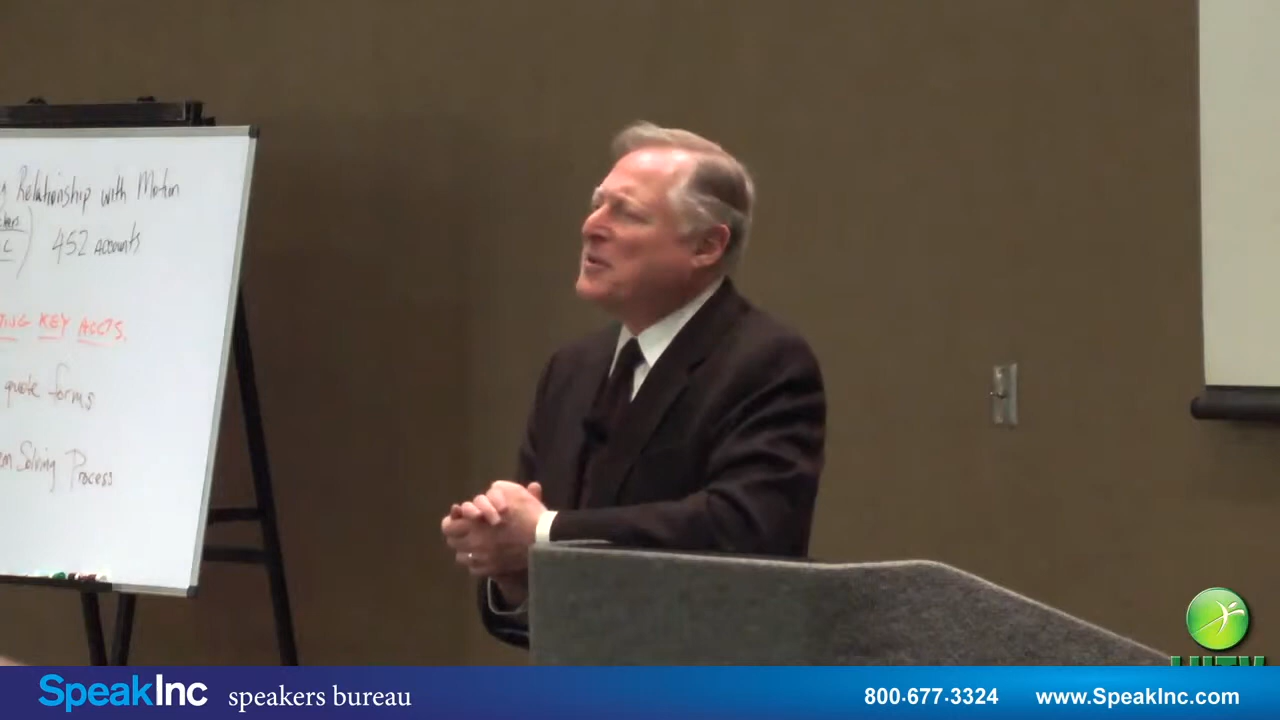 Relationship with Motion
452 Accounts
KEY ACCTS.
quote forms
Solving Process
SpeakInc speakers bureau
800-677-3324
www.SpeakInc.com